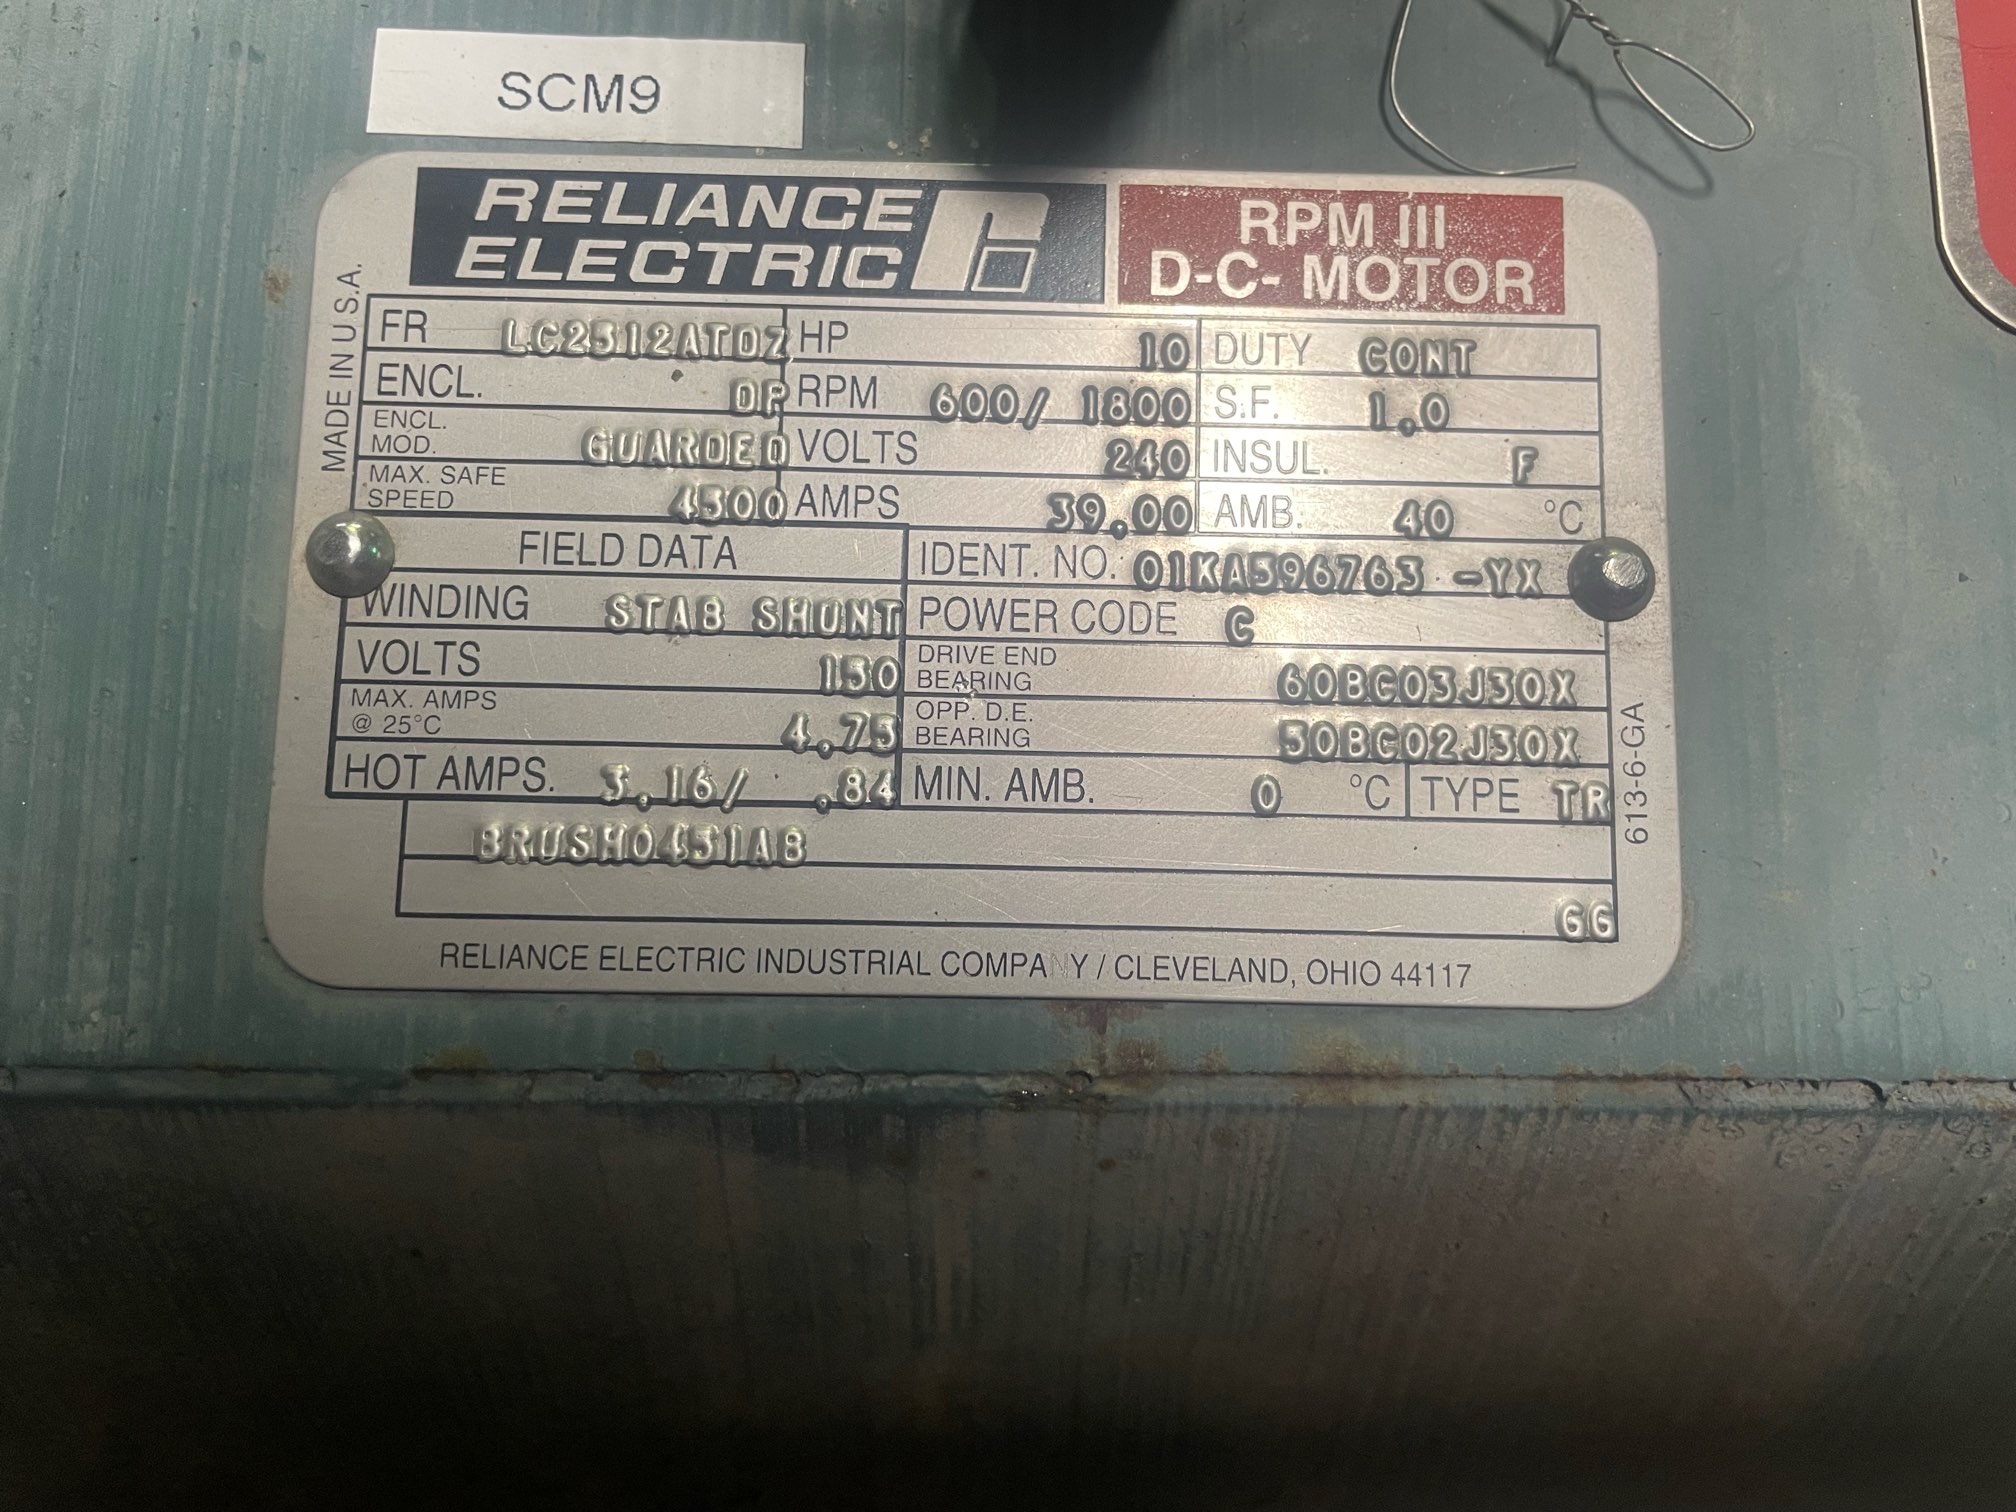 SCM9
RELIANCE
ELECTRIC
RPM III
D-C- MOTOR
MADE IN U.S.A.
FR LC2512ATDZ HP 10 DUTY CONT
ENCL. DP RPM 600/ 1800 S.F. 1.0
ENCL. MOD. GUARDED VOLTS 240 INSUL. F
MAX. SAFE SPEED 4500 AMPS 39.00 AMB. 40 °C
FIELD DATA IDENT. NO. 01KA596763 -YX
WINDING STAB SHUNT POWER CODE C
VOLTS 150 DRIVE END BEARING 60BC03J30X
MAX. AMPS @ 25°C 4.75 OPP. D.E. BEARING 50BC02J30X
HOT AMPS. 3.16/ .84 MIN. AMB. 0 °C TYPE TR
BRUSH0451AB
GG
613-6-GA
RELIANCE ELECTRIC INDUSTRIAL COMPANY / CLEVELAND, OHIO 44117